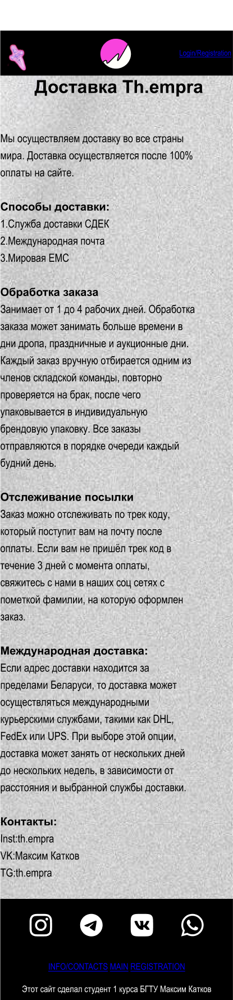 Login/Registration
Доставка Th.empra
Мы осуществляем доставку во все страны
мира. Доставка осуществляется после 100%
оплаты на сайте.
Способы доставки:
1.Служба доставки СДЕК
2.Международная почта
3.Мировая ЕМС
Обработка заказа
Занимает от 1 до 4 рабочих дней. Обработка
заказа может занимать больше времени в
дни дропа, праздничные и аукционные дни.
Каждый заказ вручную отбирается одним из
членов складской команды, повторно
проверяется на брак, после чего
упаковывается в индивидуальную
брендовую упаковку. Все заказы
отправляются в порядке очереди каждый
будний день.
Отслеживание посылки
Заказ можно отслеживать по трек коду,
который поступит вам на почту после
оплаты. Если вам не пришёл трек код в
течение 3 дней с момента оплаты,
свяжитесь с нами в наших соц сетях с
пометкой фамилии, на которую оформлен
заказ.
Международная доставка:
Если адрес доставки находится за
пределами Беларуси, то доставка может
осуществляться международными
курьерскими службами, такими как DHL,
FedEx или UPS. При выборе этой опции,
доставка может занять от нескольких дней
до нескольких недель, в зависимости от
расстояния и выбранной службы доставки.
Контакты:
Inst:th.empra
VK:Максим Катков
TG:th.empra
INFO/CONTACTS MAIN REGISTRATION
Этот сайт сделал студент 1 курса БГТУ Максим Катков